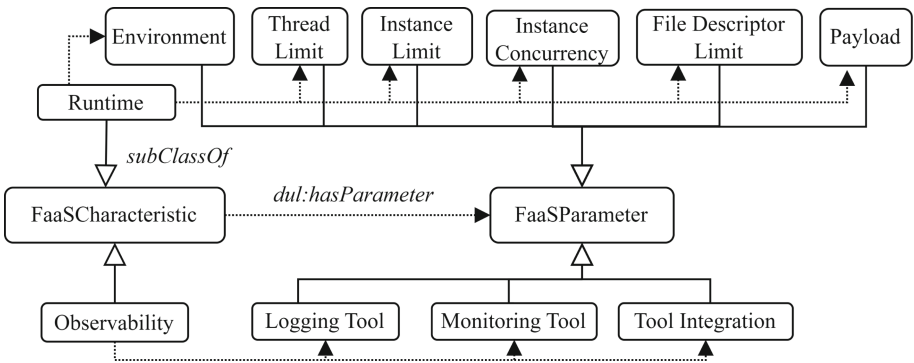 Environment
Thread
Limit
Instance
Limit
Instance
Concurrency
File Descriptor
Limit
Payload
Runtime
subClassOf
FaaSCharacteristic
dul:hasParameter
FaaSParameter
Observability
Logging Tool
Monitoring Tool
Tool Integration